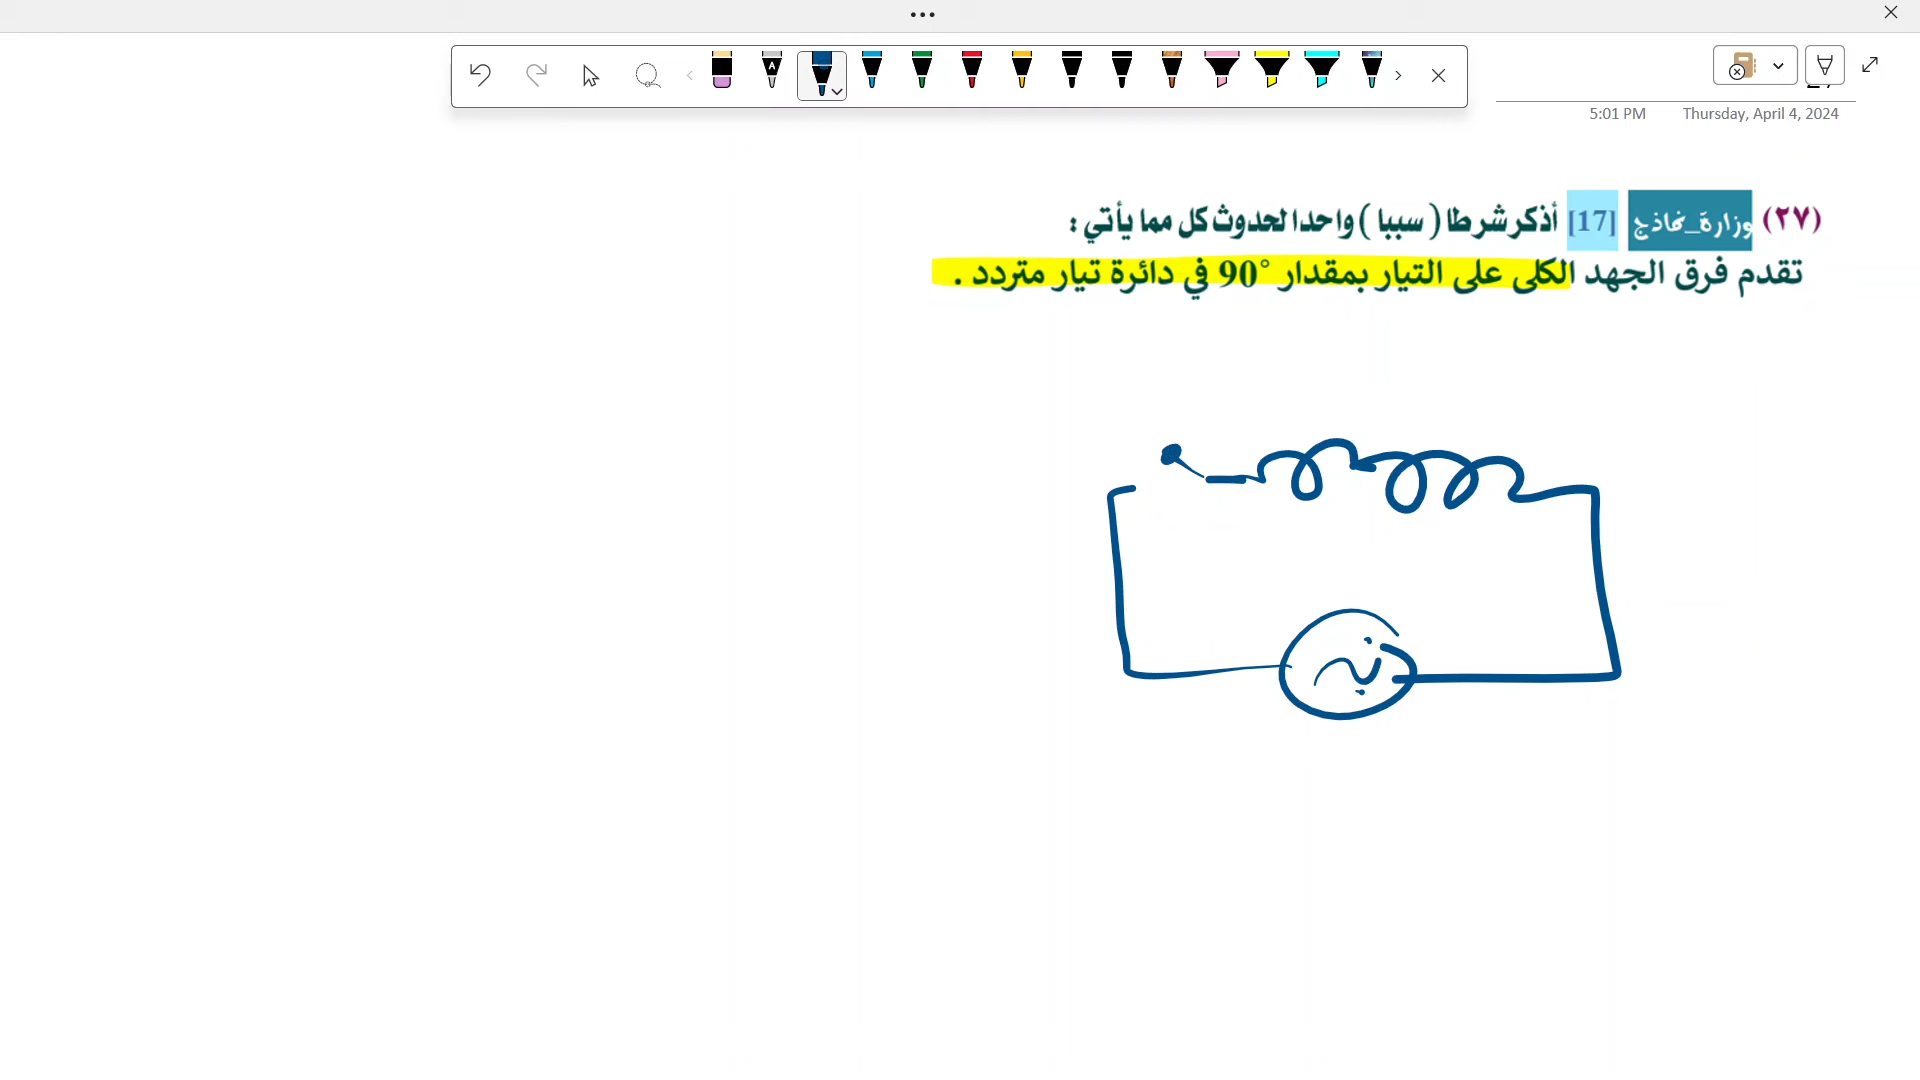 5:01 PM Thursday, April 4, 2024
(٢٧) وزارة_نماذج [17] أذكر شرطا ( سببا ) واحدا لحدوث كل مما يأتي :
تقدم فرق الجهد الكلى على التيار بمقدار 90° في دائرة تيار متردد .